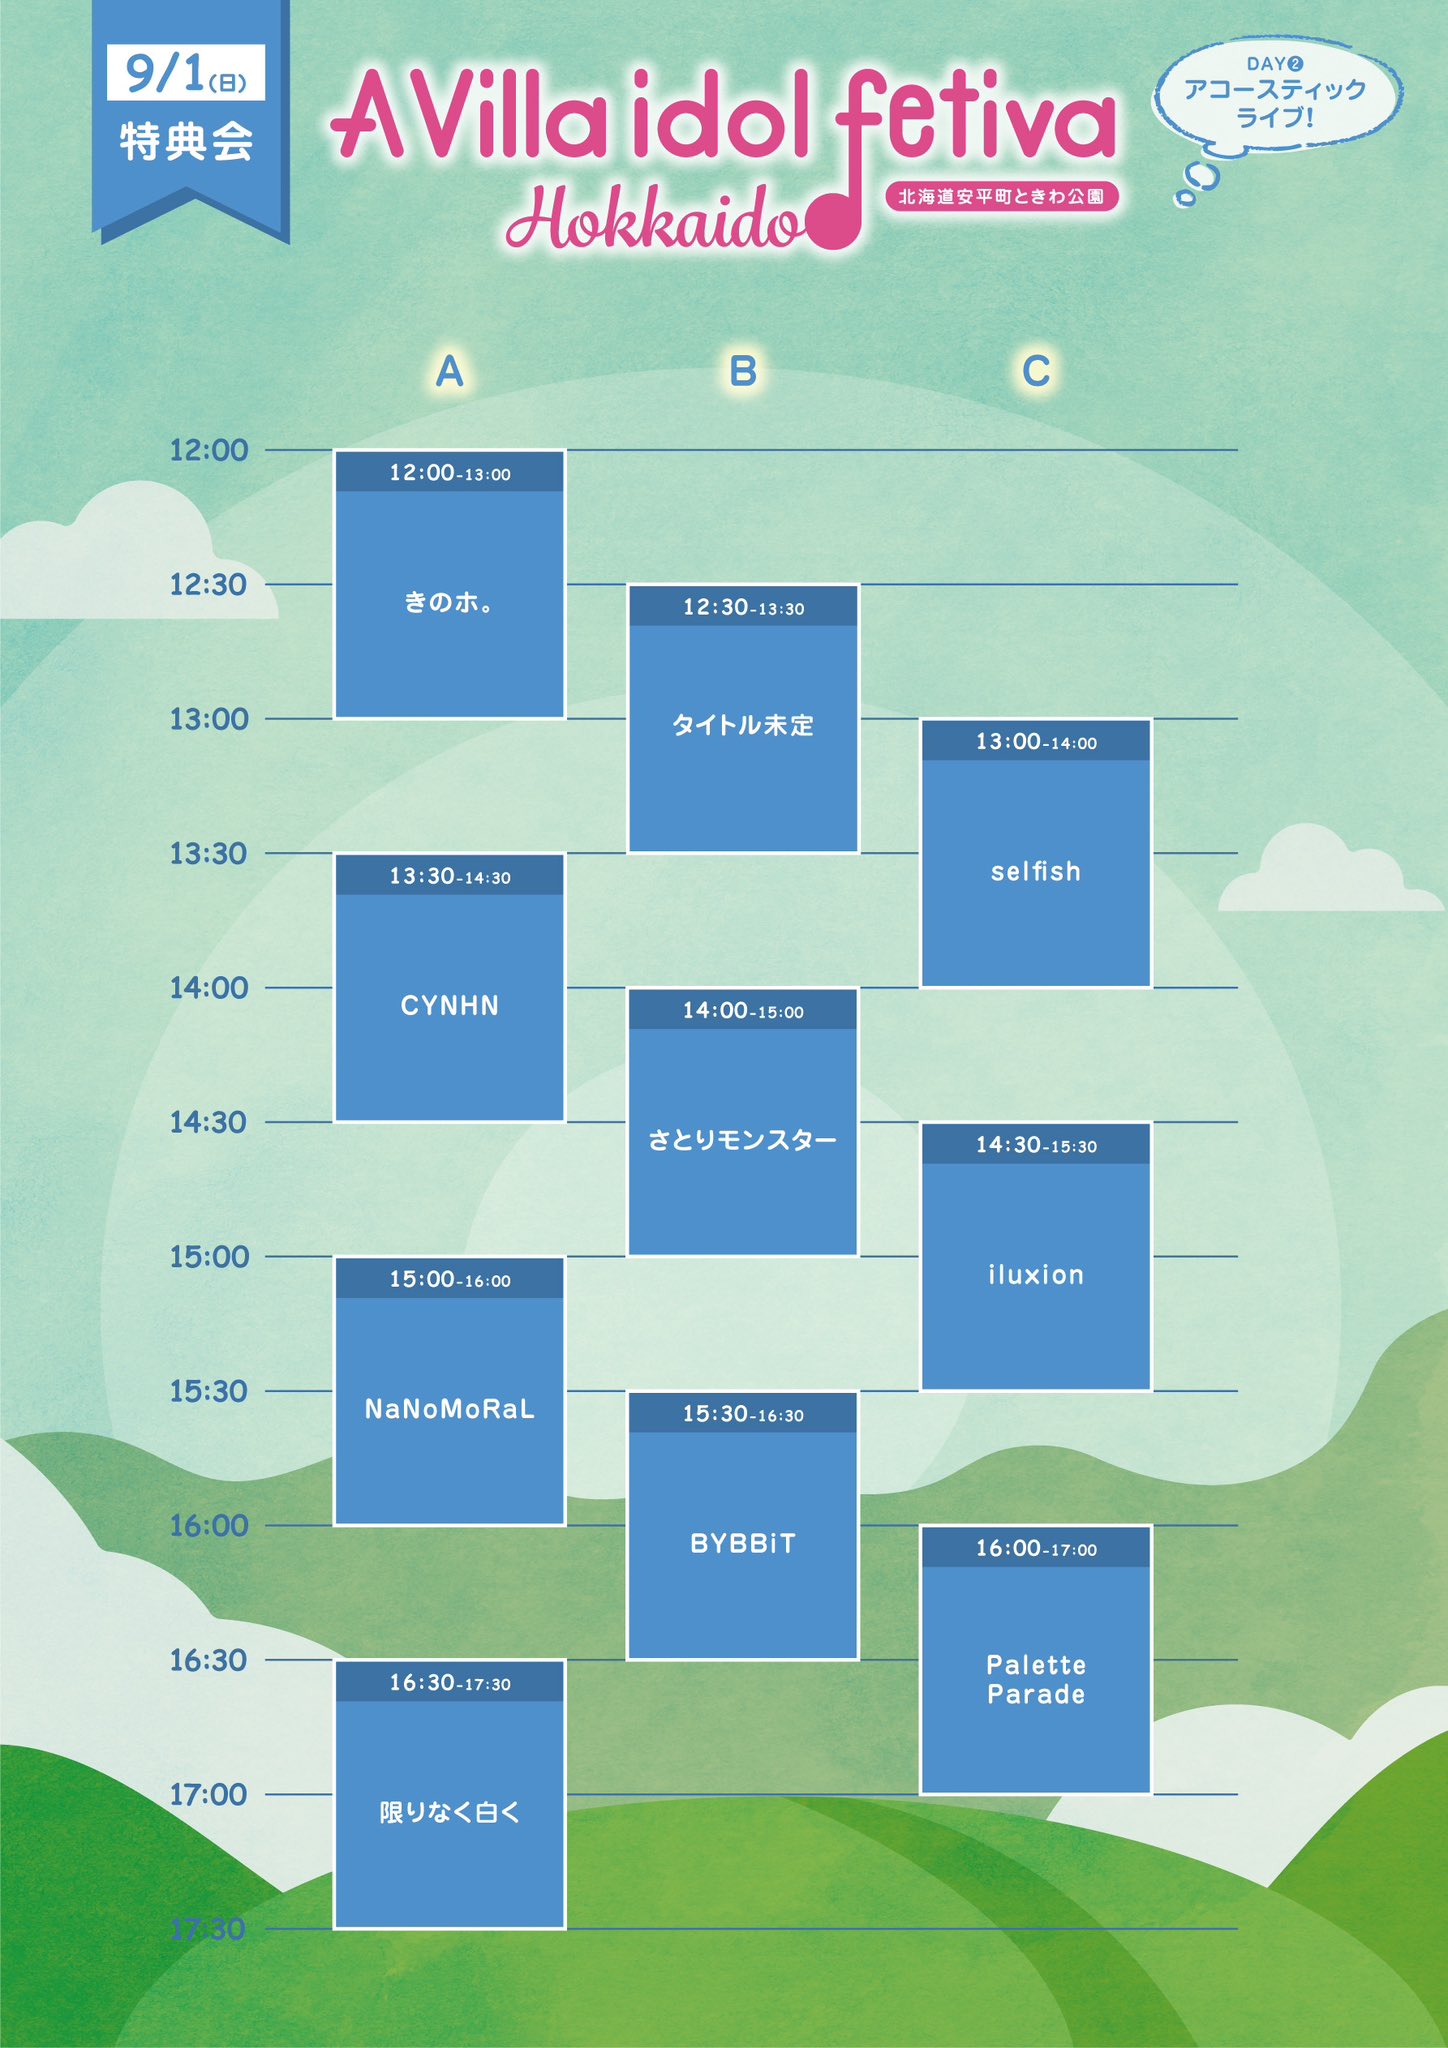 9/1(日)
特典会
A Villa idol fetiva
Hokkaido
北海道安平町ときわ公園
DAY❷
アコースティック
ライブ!
A
B
C
12:00
12:00-13:00
きのホ。
12:30
12:30-13:30
タイトル未定
13:00
13:00-14:00
selfish
13:30
13:30-14:30
CYNHN
14:00
14:00-15:00
さとりモンスター
14:30
14:30-15:30
iluxion
15:00
15:00-16:00
NaNoMoRaL
15:30
15:30-16:30
BYBBiT
16:00
16:00-17:00
Palette
Parade
16:30
16:30-17:30
限りなく白く
17:00
17:30